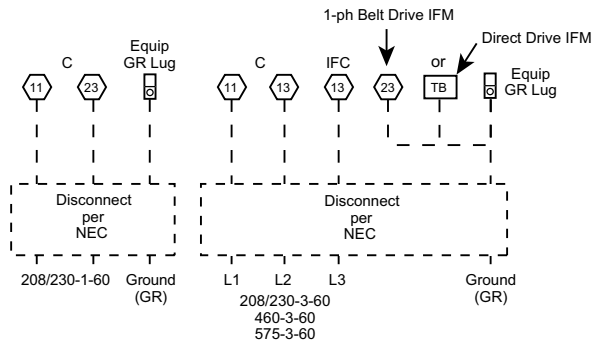 1-ph Belt Drive IFM
Direct Drive IFM
Equip
GR Lug
C
11
23
C
IFC
or
11
13
13
23
TB
Equip
GR Lug
Disconnect
per
NEC
Disconnect
per
NEC
208/230-1-60
Ground
(GR)
L1
L2
L3
Ground
(GR)
208/230-3-60
460-3-60
575-3-60